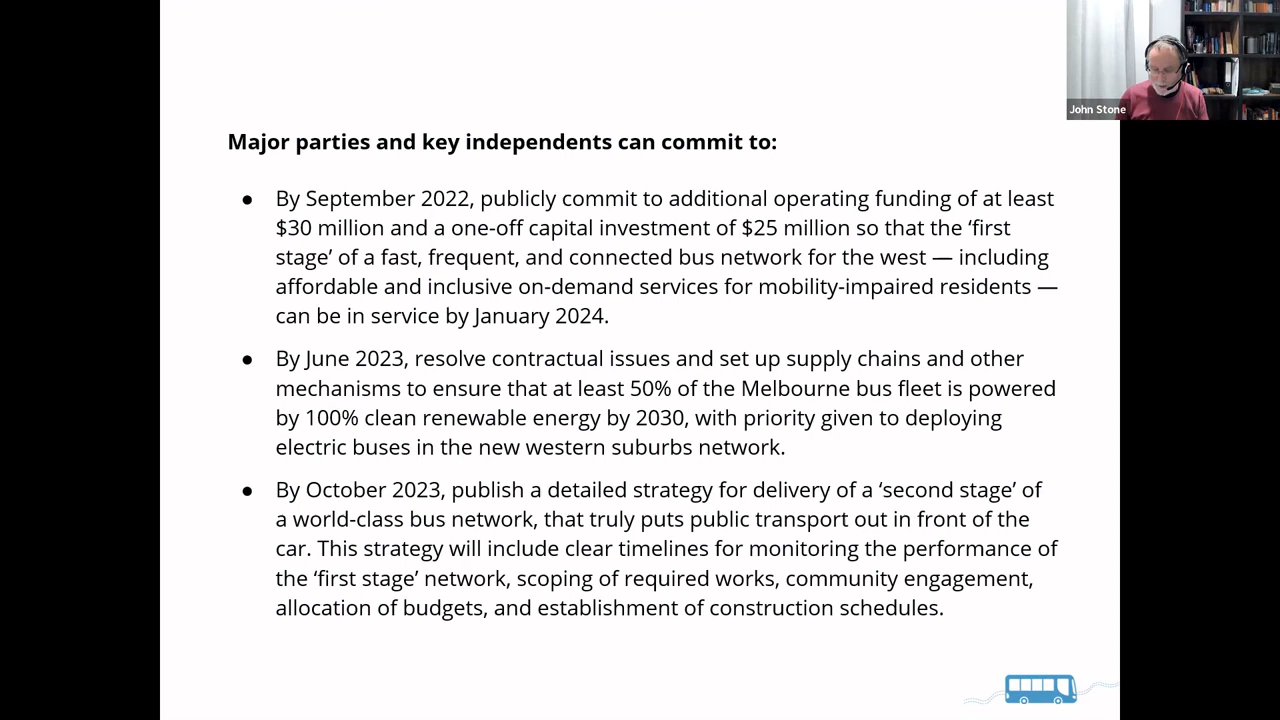 John Stone
Major parties and key independents can commit to:
● By September 2022, publicly commit to additional operating funding of at least
$30 million and a one-off capital investment of $25 million so that the ‘first
stage’ of a fast, frequent, and connected bus network for the west — including
affordable and inclusive on-demand services for mobility-impaired residents —
can be in service by January 2024.
● By June 2023, resolve contractual issues and set up supply chains and other
mechanisms to ensure that at least 50% of the Melbourne bus fleet is powered
by 100% clean renewable energy by 2030, with priority given to deploying
electric buses in the new western suburbs network.
● By October 2023, publish a detailed strategy for delivery of a ‘second stage’ of
a world-class bus network, that truly puts public transport out in front of the
car. This strategy will include clear timelines for monitoring the performance of
the ‘first stage’ network, scoping of required works, community engagement,
allocation of budgets, and establishment of construction schedules.